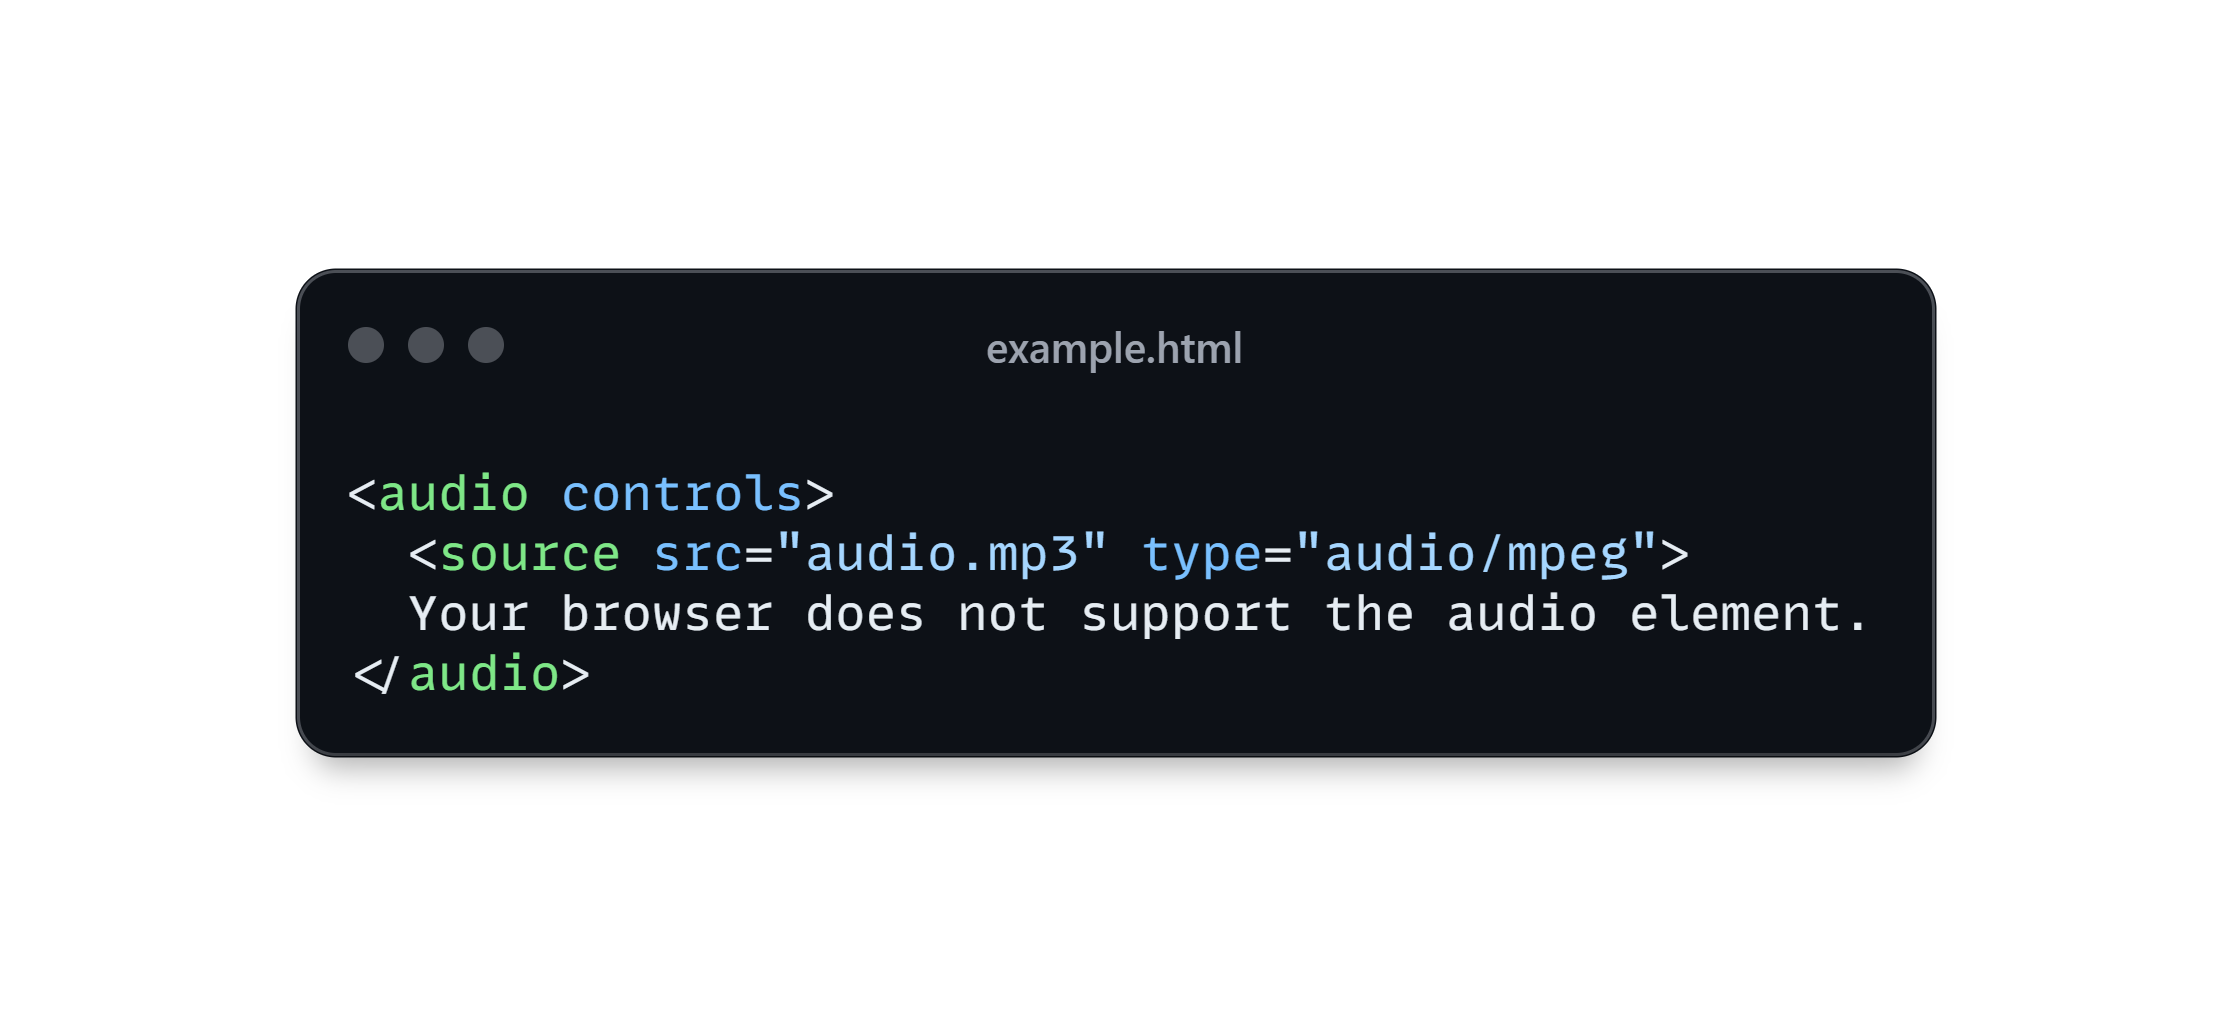 example.html
<audio controls>
  <source src="audio.mp3" type="audio/mpeg">
  Your browser does not support the audio element.
</audio>